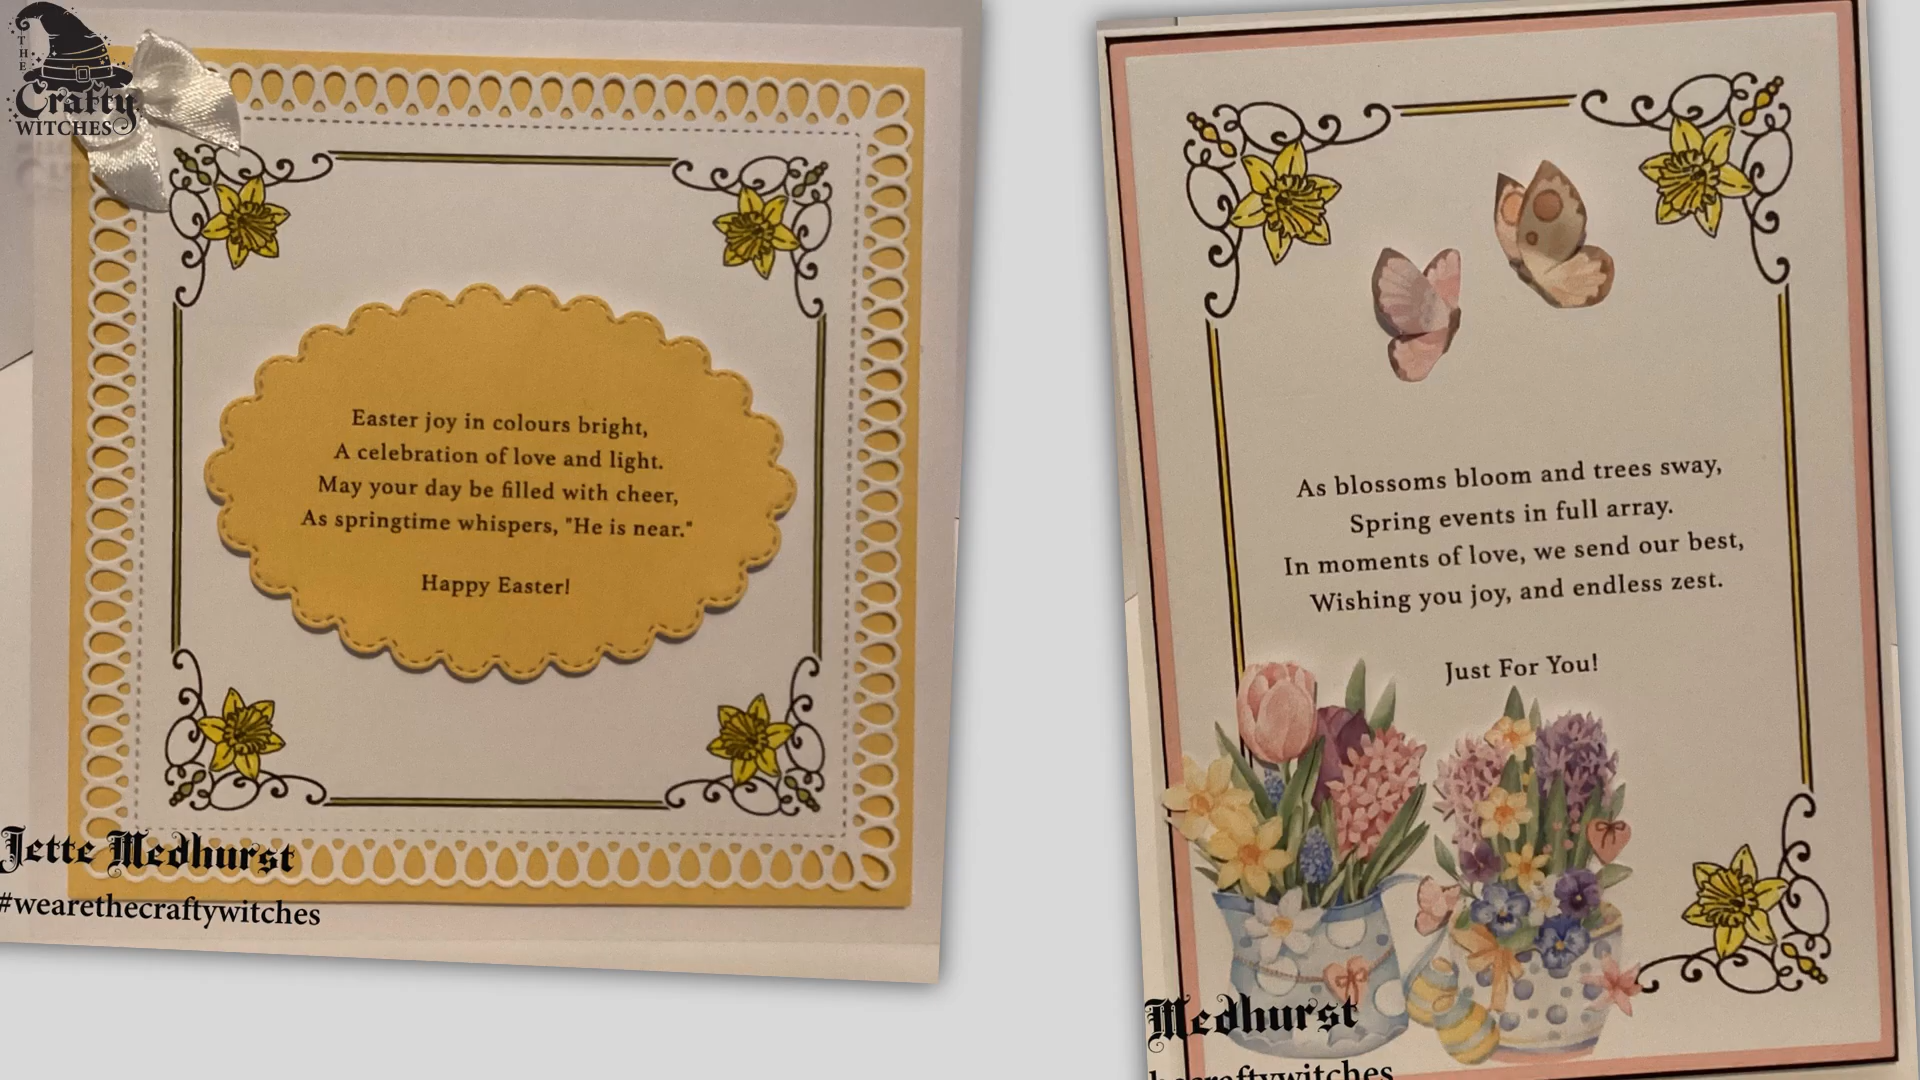 THE
Crafty
WITCHES
Easter joy in colours bright,
A celebration of love and light.
May your day be filled with cheer,
As springtime whispers, "He is near."
Happy Easter!
Jette Medhurst
#wearethecraftywitches
As blossoms bloom and trees sway,
Spring events in full array.
In moments of love, we send our best,
Wishing you joy, and endless zest.
Just For You!
Medhurst